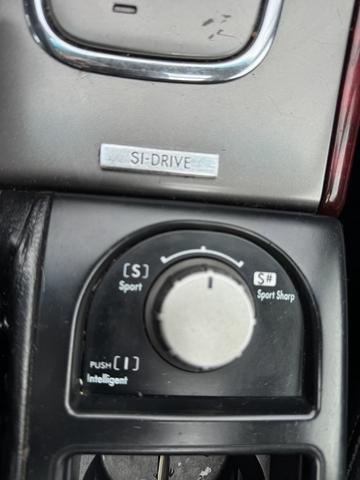 SI-DRIVE
[S]
Sport
S#
Sport Sharp
PUSH [I]
Intelligent